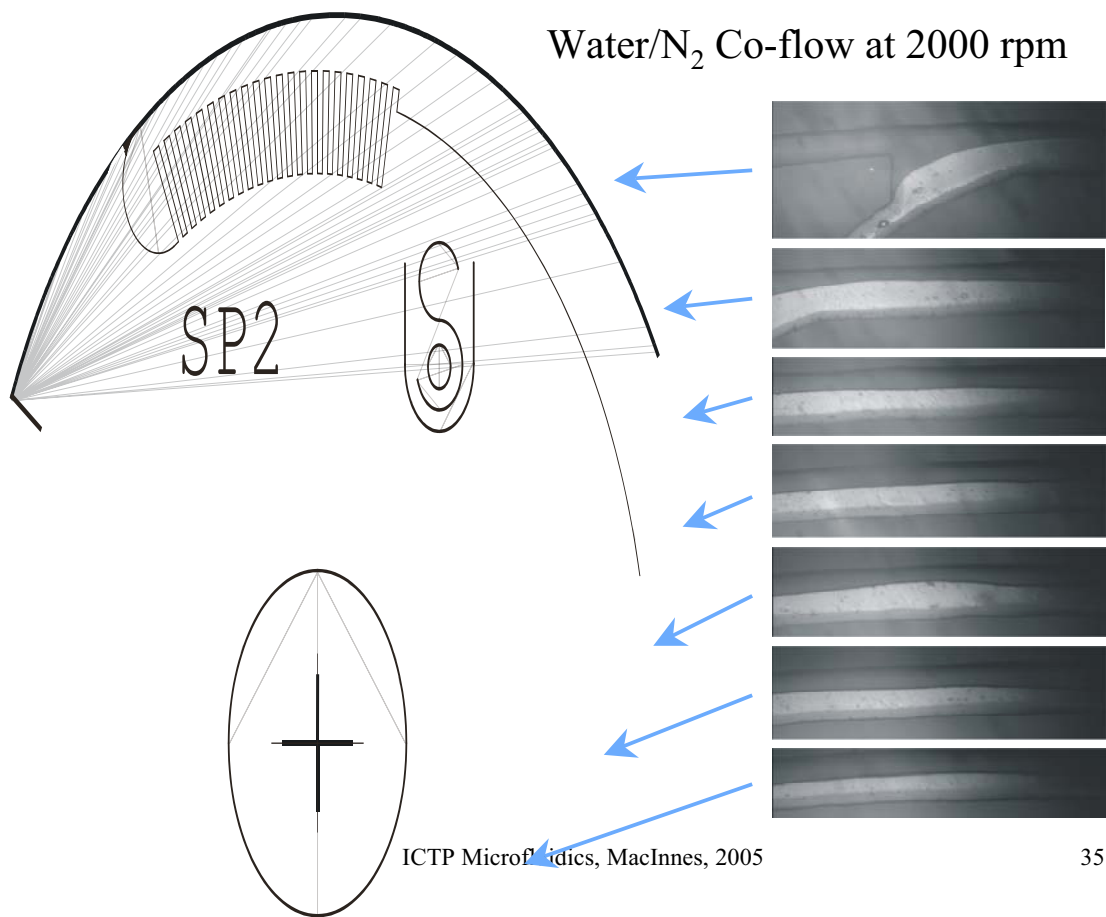 Water/N₂ Co-flow at 2000 rpm
SP2
ICTP Microfluidics, MacInnes, 2005
35